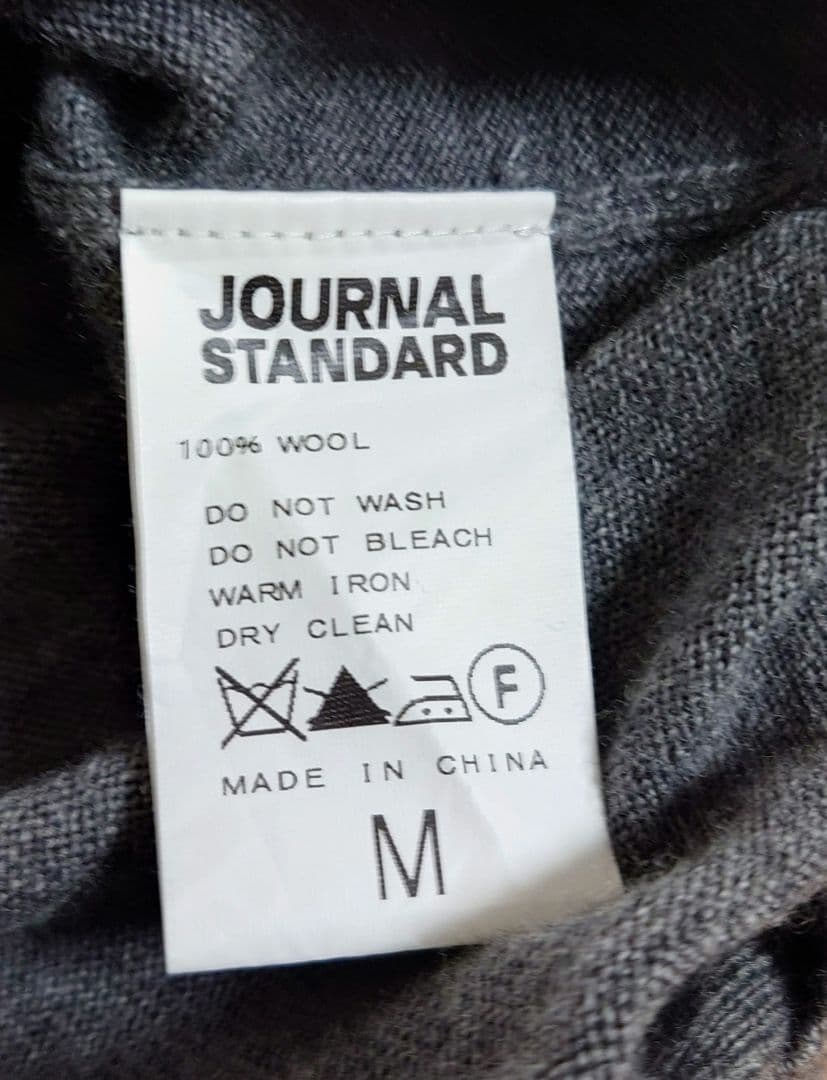 JOURNAL
STANDARD
100% WOOL
DO NOT WASH
DO NOT BLEACH
WARM IRON
DRY CLEAN
F
MADE IN CHINA
M